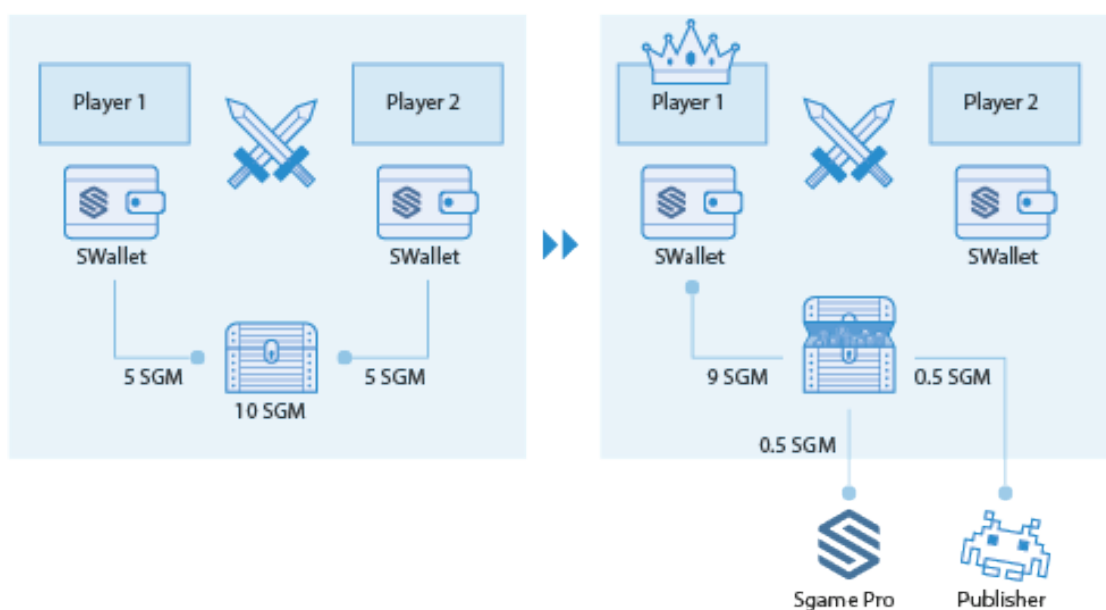 Player 1
Player 2
SWallet
SWallet
5 SGM
5 SGM
10 SGM
Player 1
Player 2
SWallet
SWallet
9 SGM
0.5 SGM
0.5 SGM
Sgame Pro
Publisher